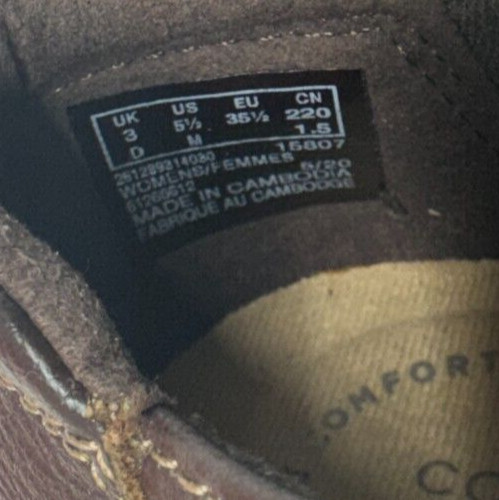 UK US EU CN
3 5½ 35½ 220
D M 1.5
15807
WOMENS/FEMMES
5/20
MADE IN CAMBODIA
FABRIQUE AU CAMBODGE
COMFORT